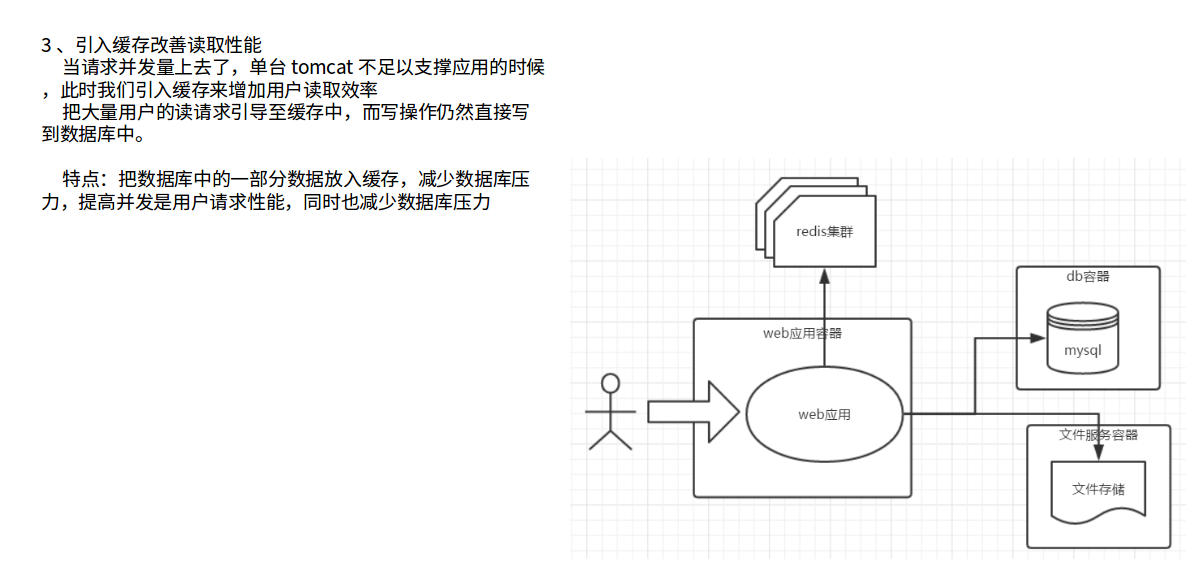 3 、引入缓存改善读取性能
当请求并发量上去了，单台 tomcat 不足以支撑应用的时候
，此时我们引入缓存来增加用户读取效率
把大量用户的读请求引导至缓存中，而写操作仍然直接写
到数据库中。
特点：把数据库中的一部分数据放入缓存，减少数据库压
力，提高并发是用户请求性能，同时也减少数据库压力
redis集群
db容器
mysql
web应用容器
web应用
文件服务容器
文件存储